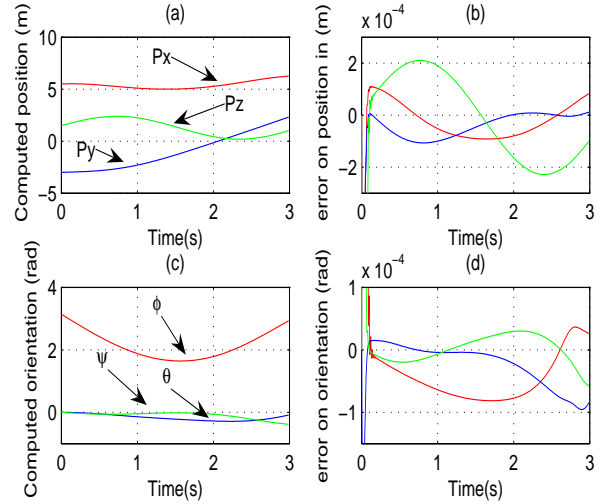 (a)
Computed position (m)
10
5
0
−5
Px
Pz
Py
0
1
2
3
Time(s)
(b)
x 10⁻⁴
error on position in (m)
2
0
−2
0
1
2
3
Time(s)
(c)
Computed orientation (rad)
4
2
0
ϕ
ψ
θ
0
1
2
3
Time(s)
(d)
x 10⁻⁴
error on orientation (rad)
1
0
−1
0
1
2
3
Time(s)